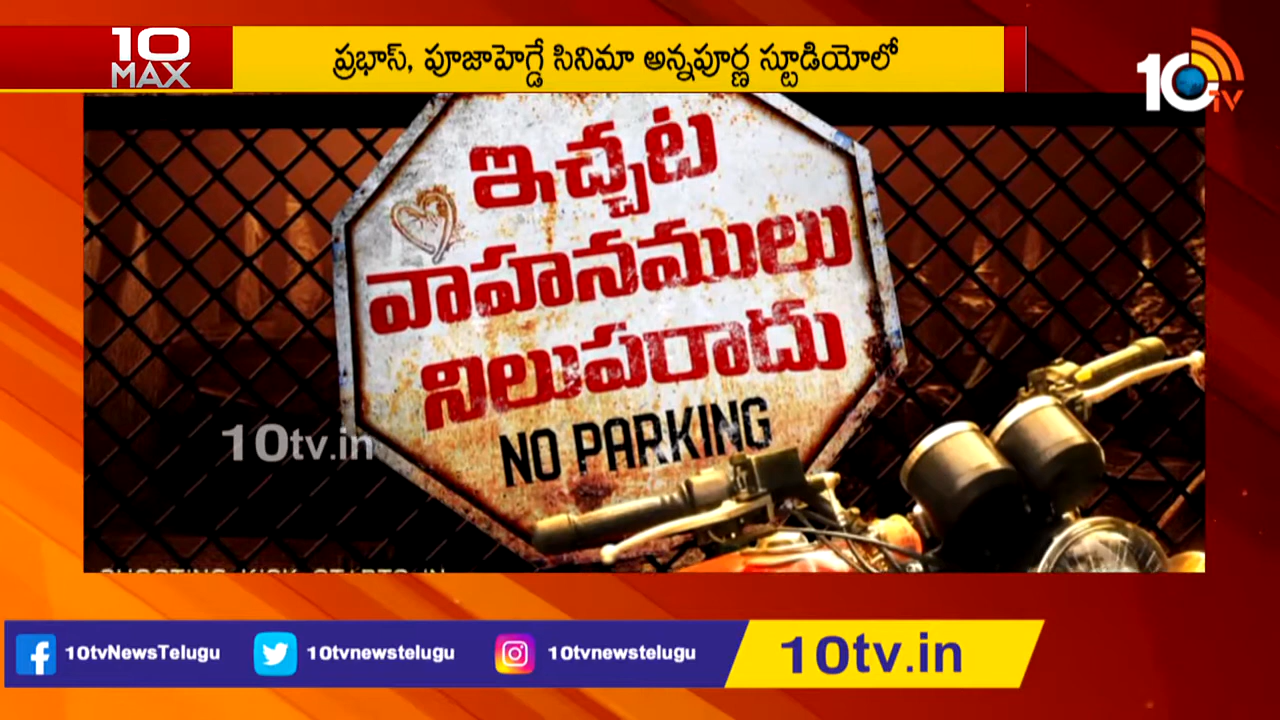 10
MAX
ప్రభాస్, పూజాహెగ్డే సినిమా అన్నపూర్ణ స్టూడియోలో
10TV
ఇచ్చట
వాహనములు
నిలుపరాదు
NO PARKING
10tv.in
10tvNewsTelugu
10tvnewstelugu
10tvnewstelugu
10tv.in